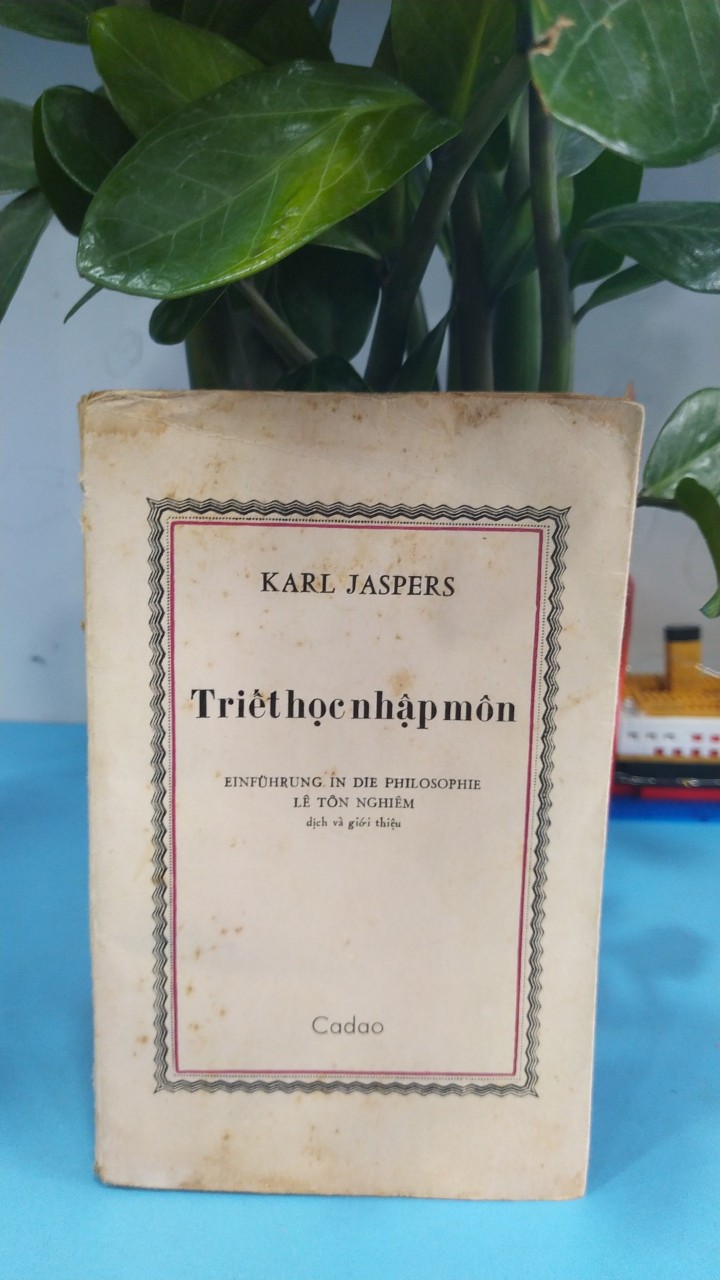 KARL JASPERS
Triết học nhập môn
EINFÜHRUNG IN DIE PHILOSOPHIE
LÊ TÔN NGHIÊM
dịch và giới thiệu
Cadao